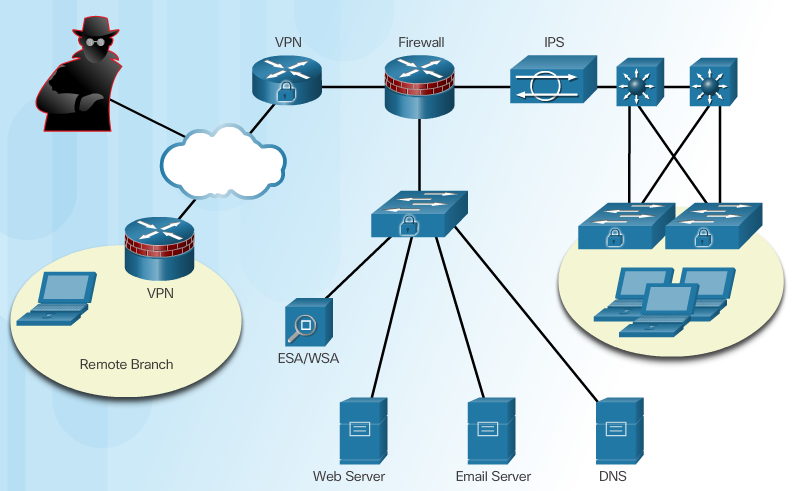 VPN
Firewall
IPS
VPN
Remote Branch
ESA/WSA
Web Server
Email Server
DNS